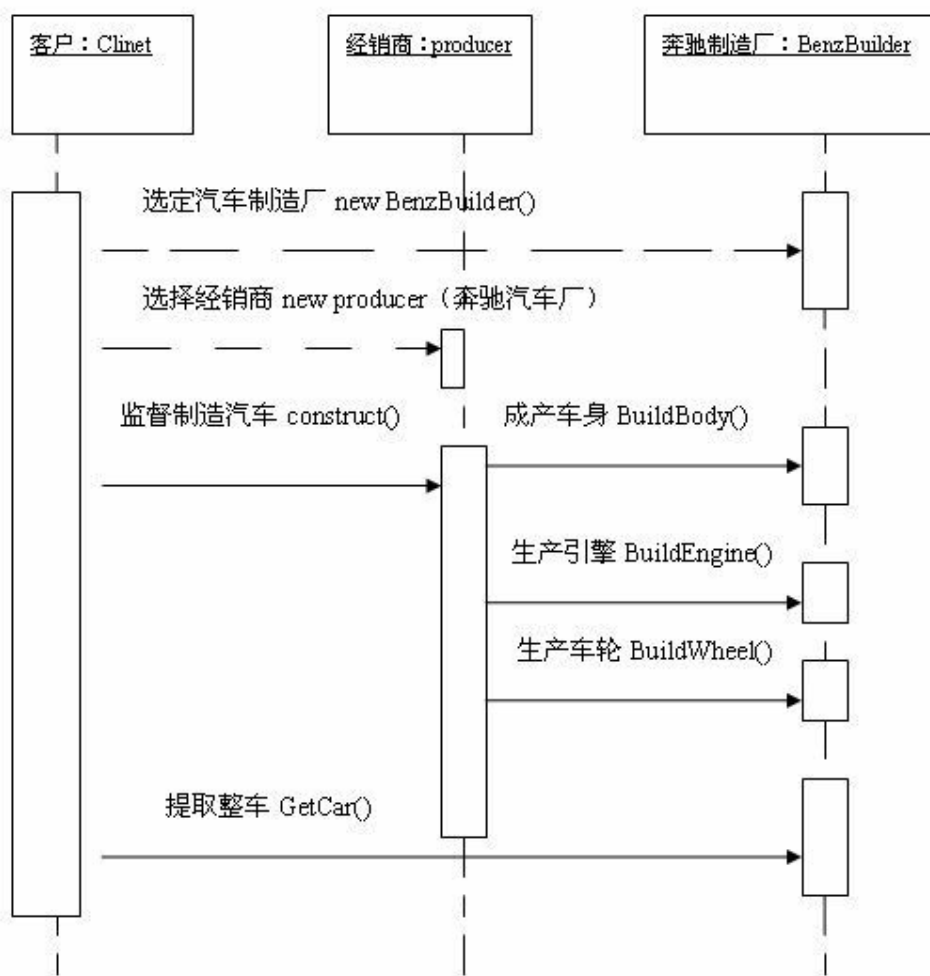 客户：Clinet
经销商：producer
奔驰制造厂：BenzBuilder
选定汽车制造厂 new BenzBuilder()
选择经销商 new producer（奔驰汽车厂）
监督制造汽车 construct()
成产车身 BuildBody()
生产引擎 BuildEngine()
生产车轮 BuildWheel()
提取整车 GetCar()